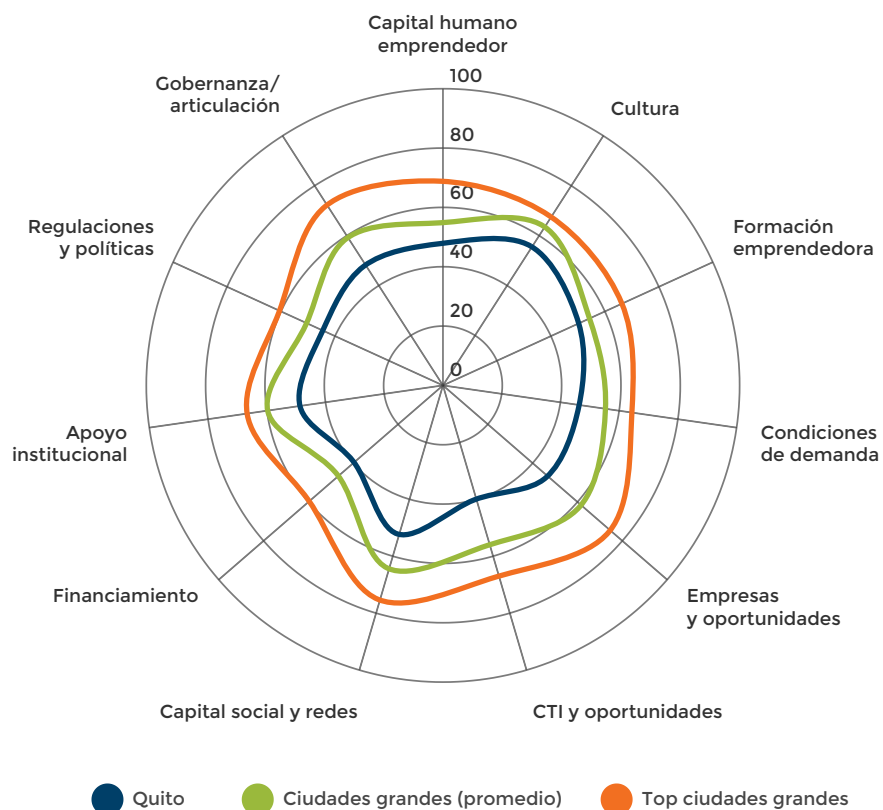 Capital humano
emprendedor
100
Gobernanza/
articulación
Cultura
80
60
Regulaciones
y políticas
Formación
emprendedora
40
20
0
Apoyo
institucional
Condiciones
de demanda
Financiamiento
Empresas
y oportunidades
Capital social y redes
CTI y oportunidades
Quito
Ciudades grandes (promedio)
Top ciudades grandes